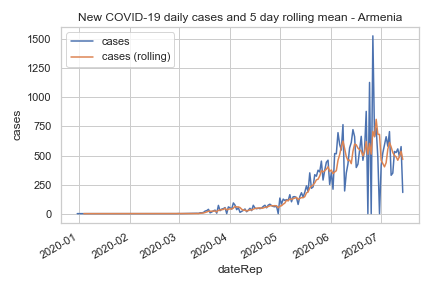 New COVID-19 daily cases and 5 day rolling mean - Armenia
cases
cases (rolling)
1500
1250
1000
750
500
250
0
cases
2020-01
2020-02
2020-03
2020-04
2020-05
2020-06
2020-07
dateRep